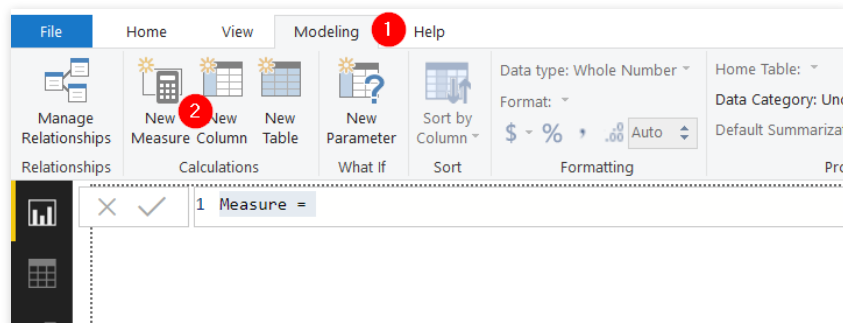 File Home View Modeling 1 Help
Data type: Whole Number Home Table:
Manage New 2 New New New Sort by Format: Data Category: Un
Relationships Measure Column Table Parameter Column $ % , .00 Auto Default Summariza
Relationships Calculations What If Sort Formatting Pro
1 Measure =